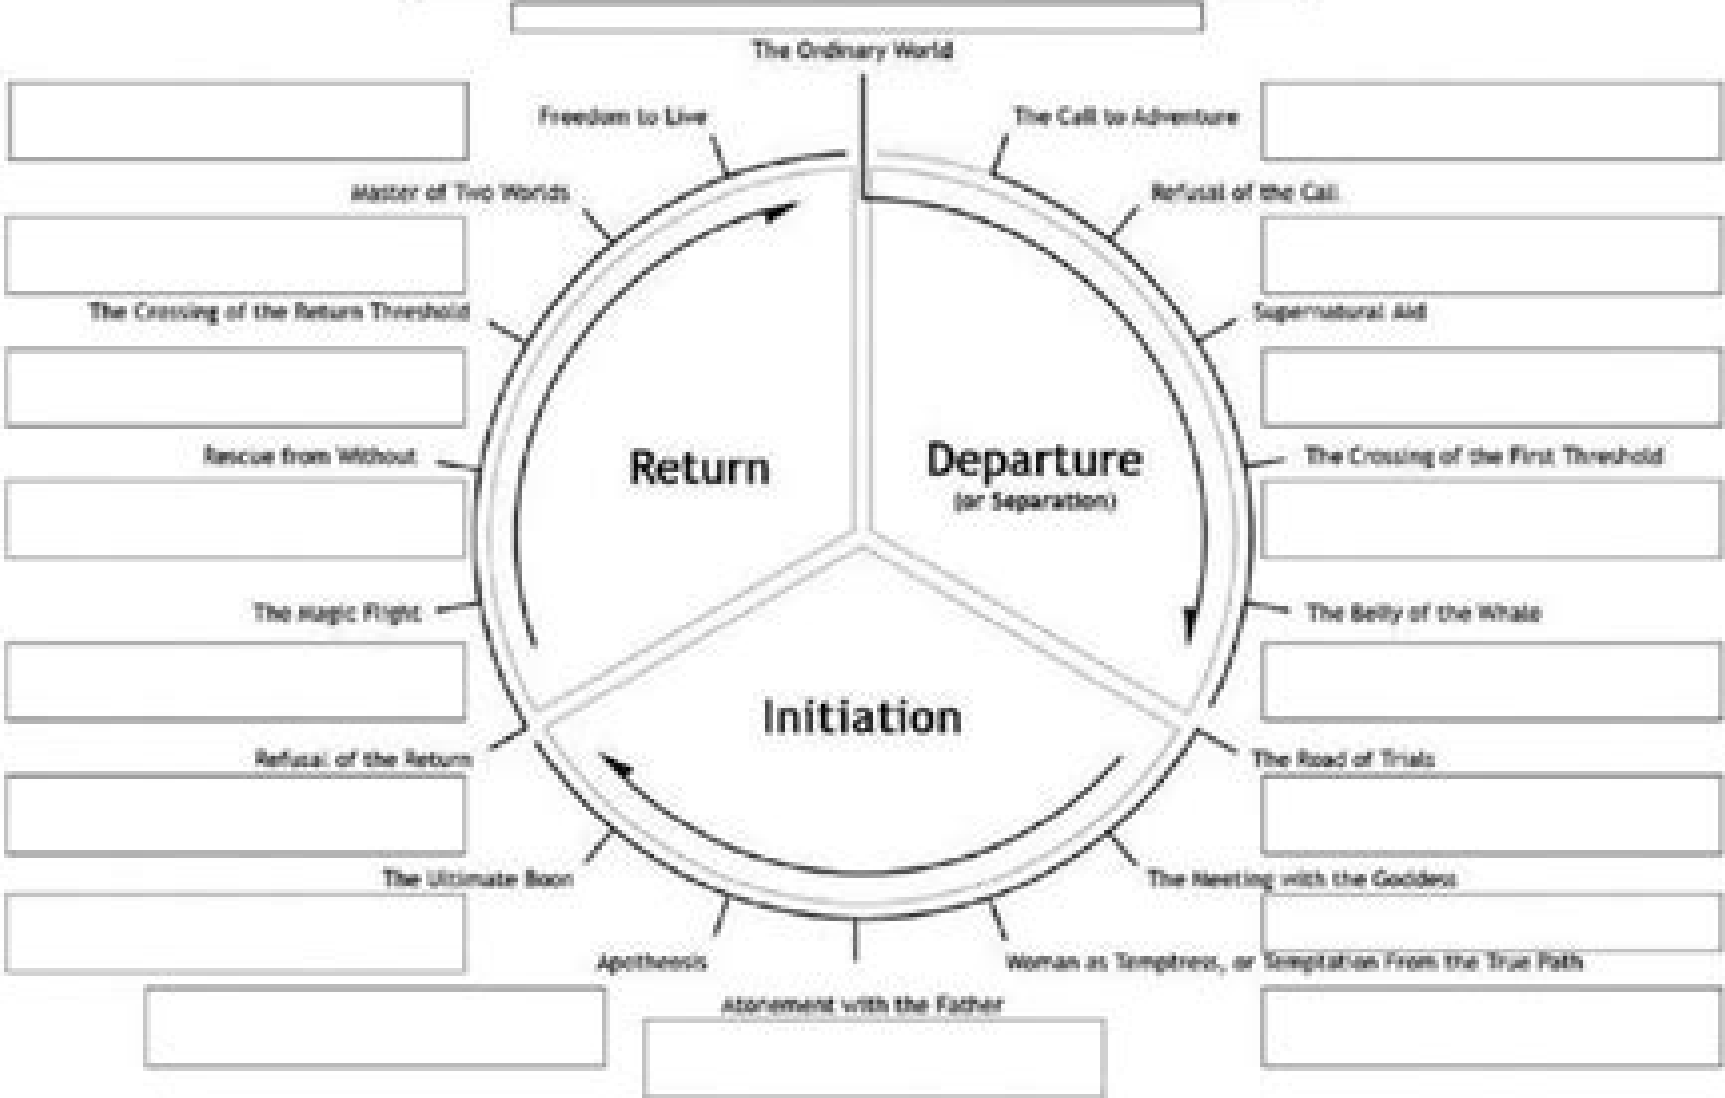 The Ordinary World
Freedom to Live
The Call to Adventure
Master of Two Worlds
Refusal of the Call
The Crossing of the Return Threshold
Supernatural Aid
Return
Departure
(or Separation)
Rescue from Without
The Crossing of the First Threshold
The Magic Flight
The Belly of the Whale
Initiation
Refusal of the Return
The Road of Trials
The Ultimate Boon
The Meeting with the Goddess
Apotheosis
Woman as Temptress, or Temptation From the True Path
Atonement with the Father